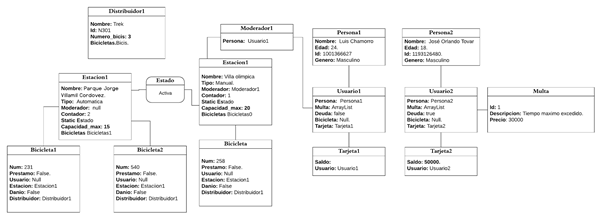 Distribuidor1
Nombre: Trek
Id: N301
Numero_bicis: 3
Bicicletas.Bicis.
Moderador1
Persona: Usuario1
Persona1
Nombre: Luis Chamorro
Edad: 24.
Id: 1001366627
Genero: Masculino
Persona2
Nombre: José Orlando Tovar
Edad: 18.
Id: 1193526480.
Genero: Masculino
Estacion1
Nombre: Parque Jorge
Villamil Cordovez.
Tipo: Automatica
Moderador: null
Contador: 2
Static Estado
Capacidad_max: 15
Bicicletas Bicicletas1
Estado
Activa
Estacion1
Nombre: Villa olimpica
Tipo: Manual.
Moderador: Moderador1
Contador: 1
Static Estado
Capacidad_max: 20
Bicicletas Bicicletas0
Usuario1
Persona: Persona1
Multa: ArrayList
Deuda: false
Bicicleta: Null.
Tarjeta: Tarjeta1
Usuario2
Persona: Persona2
Multa: ArrayList
Deuda: true
Bicicleta: Null.
Tarjeta: Tarjeta2
Multa
Id: 1
Descripcion: Tiempo maximo excedido.
Precio: 30000
Bicicleta1
Num: 231
Prestamo: False.
Usuario: Null
Estacion: Estacion1
Danio: False
Distribuidor: Distribuidor1
Bicicleta2
Num: 540
Prestamo: False.
Usuario: Null
Estacion: Estacion1
Danio: False
Distribuidor: Distribuidor1
Bicicleta
Num: 258
Prestamo: False.
Usuario: Null
Estacion: Estacion1
Danio: False
Distribuidor: Distribuidor1
Tarjeta1
Saldo:
Usuario: Usuario1
Tarjeta2
Saldo: 50000.
Usuario: Usuario2